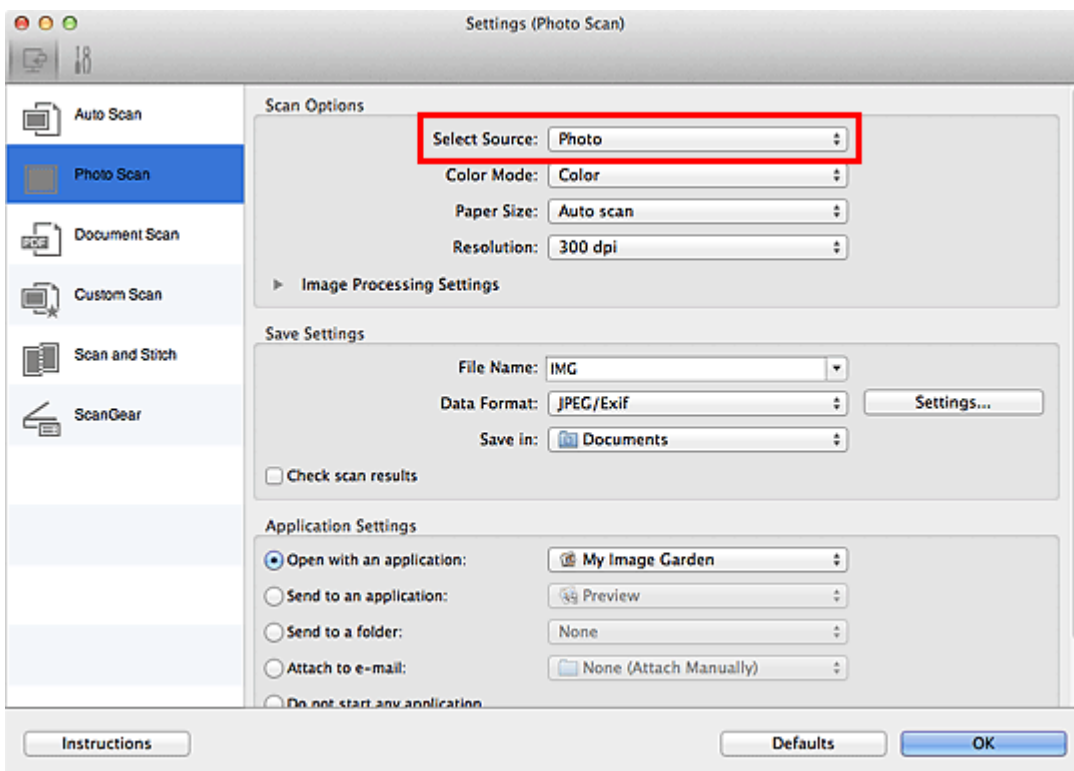 Settings (Photo Scan)
Auto Scan
Photo Scan
PDF
Document Scan
Custom Scan
Scan and Stitch
ScanGear
Scan Options
Select Source: Photo
Color Mode: Color
Paper Size: Auto scan
Resolution: 300 dpi
Image Processing Settings
Save Settings
File Name: IMG
Data Format: JPEG/Exif Settings...
Save in: Documents
Check scan results
Application Settings
Open with an application: My Image Garden
Send to an application: Preview
Send to a folder: None
Attach to e-mail: None (Attach Manually)
Do not start any application
Instructions Defaults OK